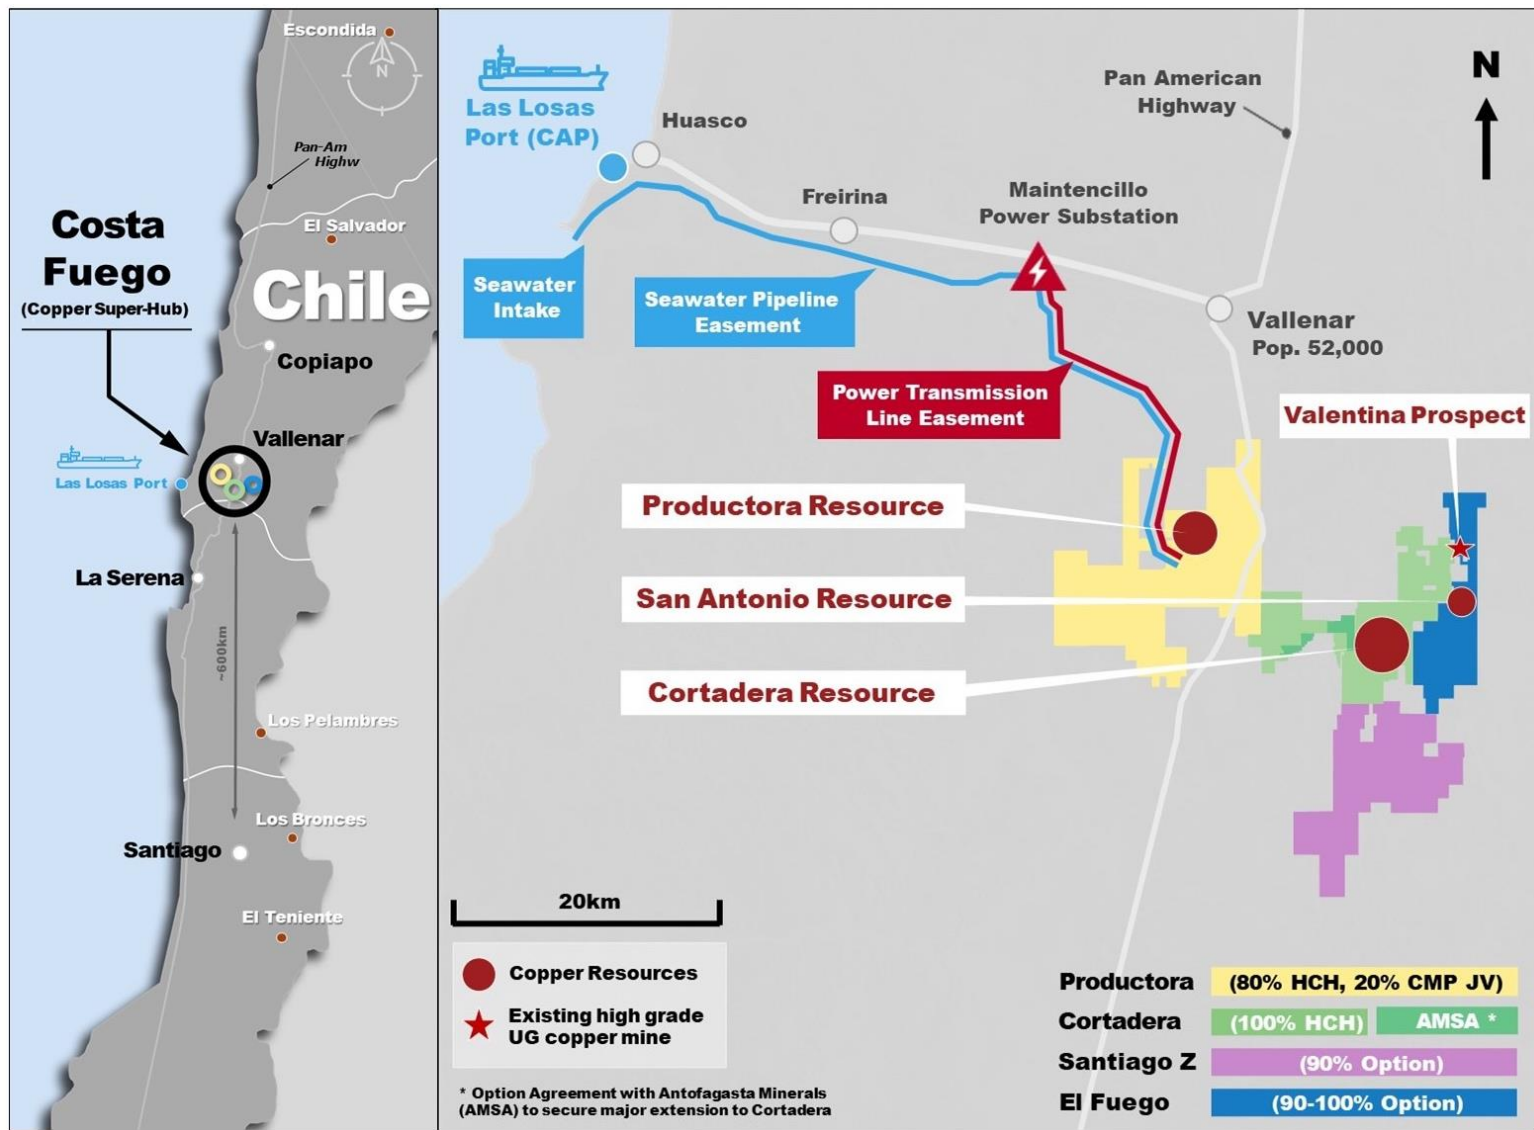 Escondida
N
Pan-Am
Highw
El Salvador
Costa
Fuego
(Copper Super-Hub)
Chile
Copiapo
Vallenar
Las Losas Port
La Serena
~600km
Los Pelambres
Los Bronces
Santiago
El Teniente
Las Losas
Port (CAP)
Huasco
Pan American
Highway
N
Freirina
Maintencillo
Power Substation
Seawater
Intake
Seawater Pipeline
Easement
Vallenar
Pop. 52,000
Power Transmission
Line Easement
Valentina Prospect
Productora Resource
San Antonio Resource
Cortadera Resource
20km
Copper Resources
Existing high grade
UG copper mine
* Option Agreement with Antofagasta Minerals
(AMSA) to secure major extension to Cortadera
Productora (80% HCH, 20% CMP JV)
Cortadera (100% HCH) AMSA *
Santiago Z (90% Option)
El Fuego (90-100% Option)